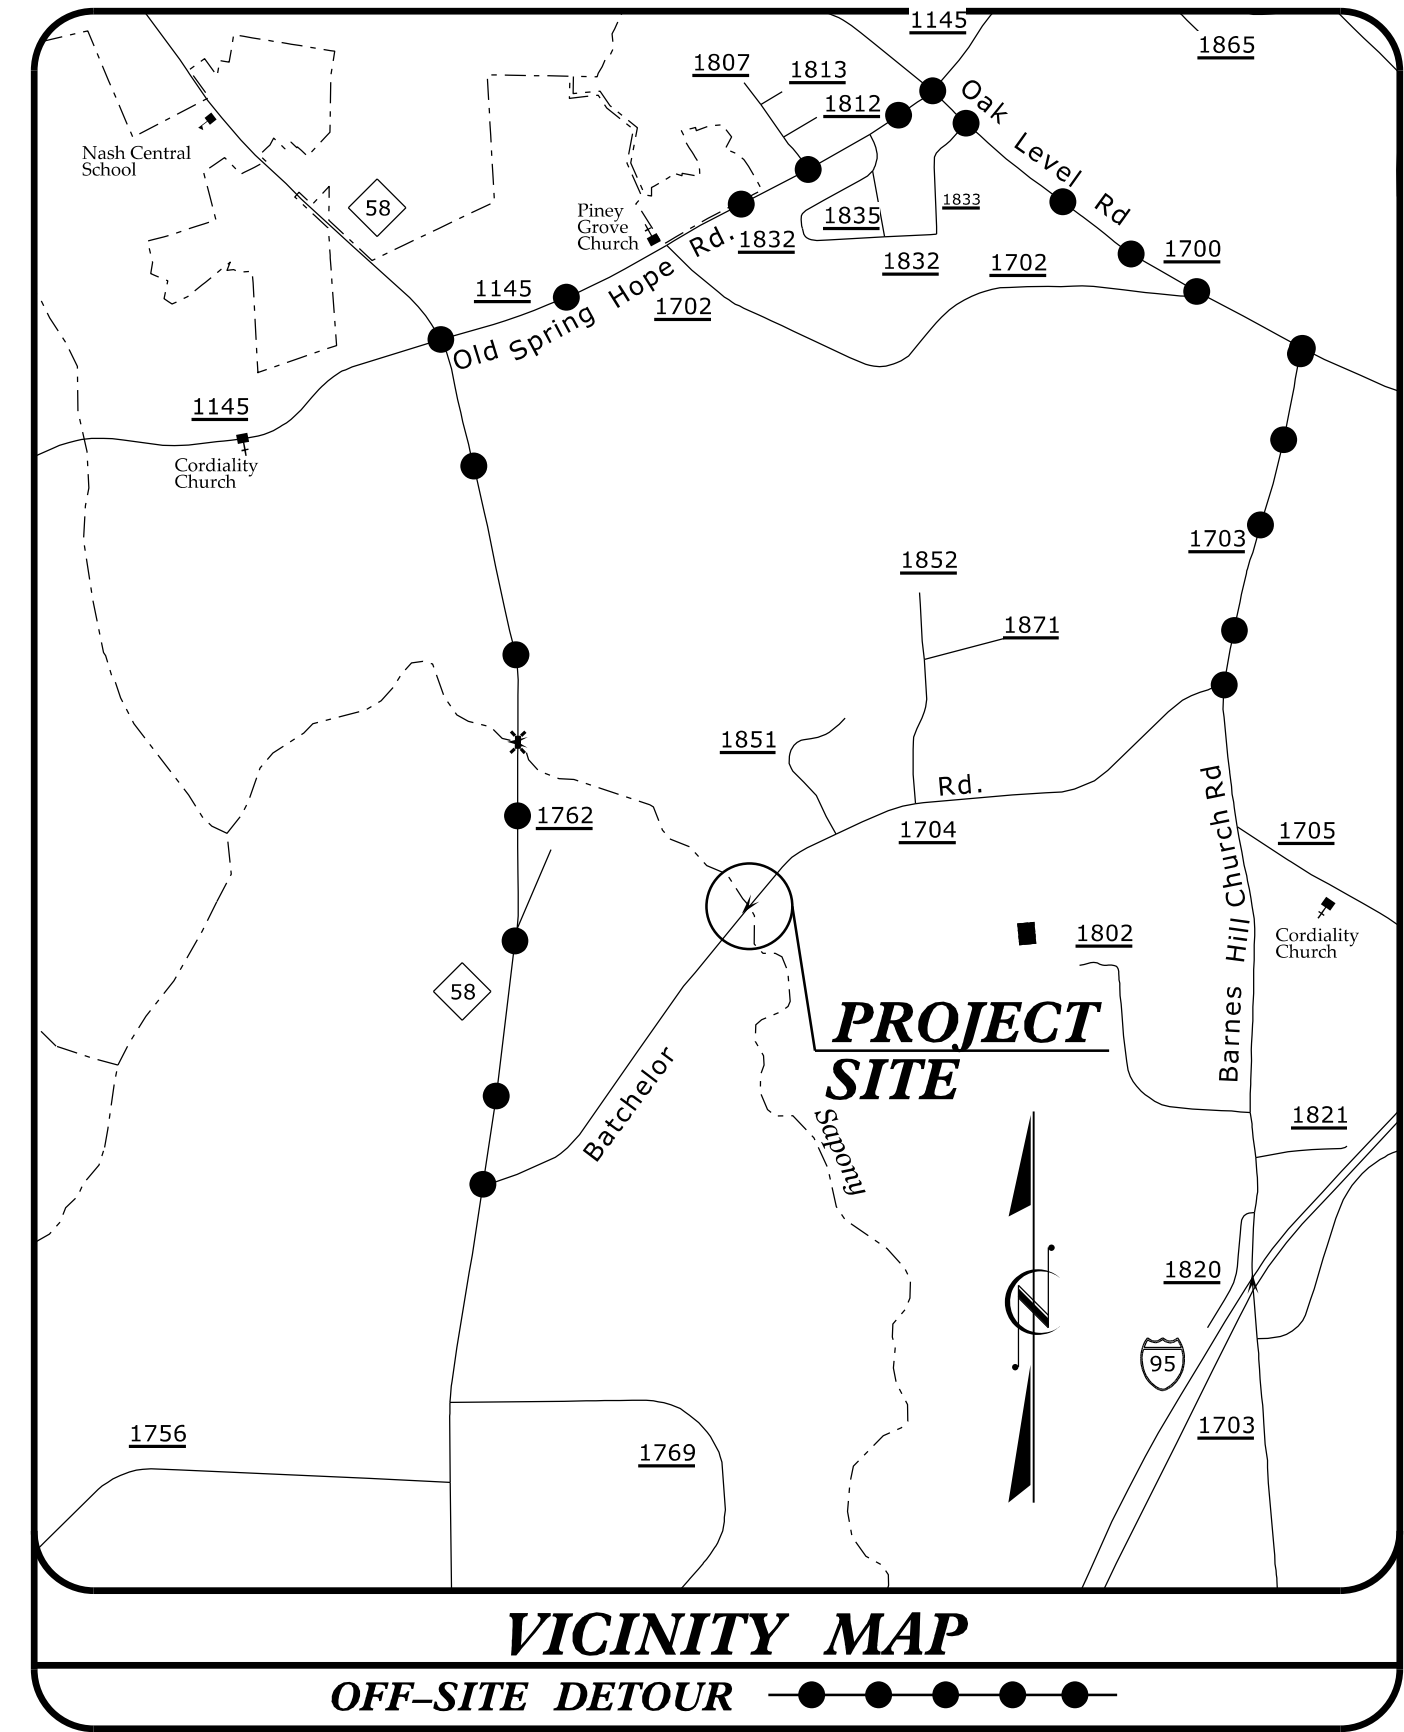 1145
1865
1807
1813
1812
Oak Level Rd
Nash Central
School
58
Piney
Grove
Church
1835
1833
1832
1832
1700
1702
1145
Old Spring Hope Rd.
1702
1145
Cordiality
Church
1703
1852
1871
1851
Rd.
1704
1762
1705
Barnes Hill Church Rd
1802
Cordiality
Church
58
PROJECT
SITE
Batchelor
Sapony
1821
1820
N
95
1703
1756
1769
VICINITY MAP
OFF-SITE DETOUR